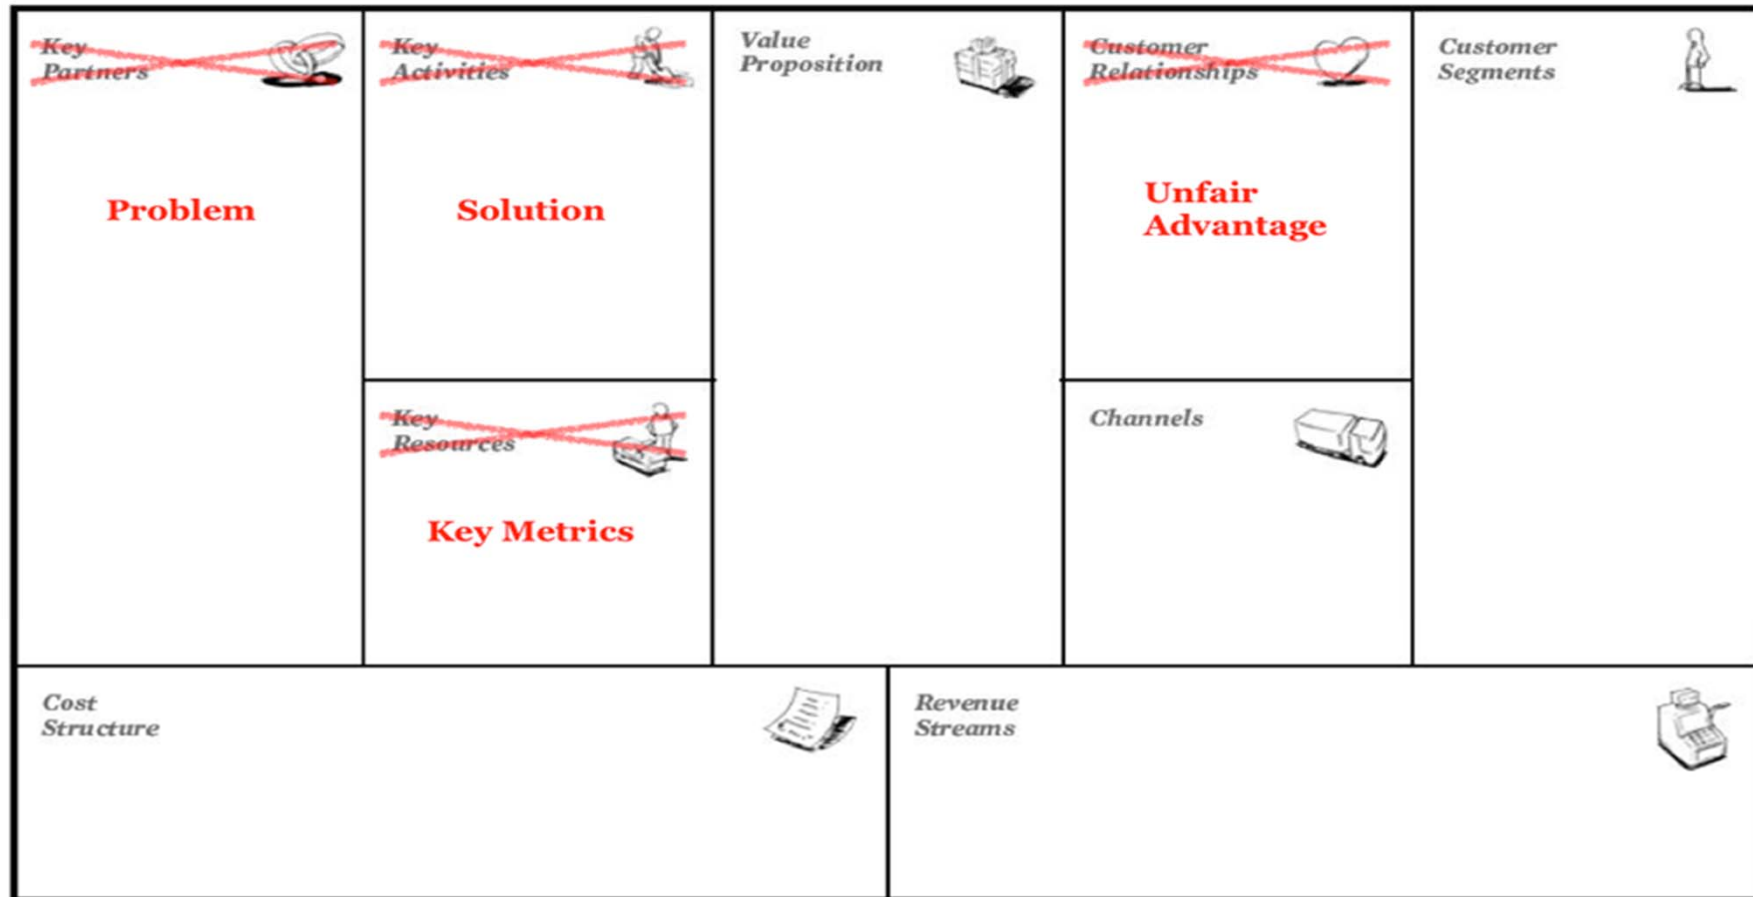 Key
Partners
Problem
Key
Activities
Solution
Key
Resources
Key Metrics
Value
Proposition
Customer
Relationships
Unfair
Advantage
Channels
Customer
Segments
Cost
Structure
Revenue
Streams